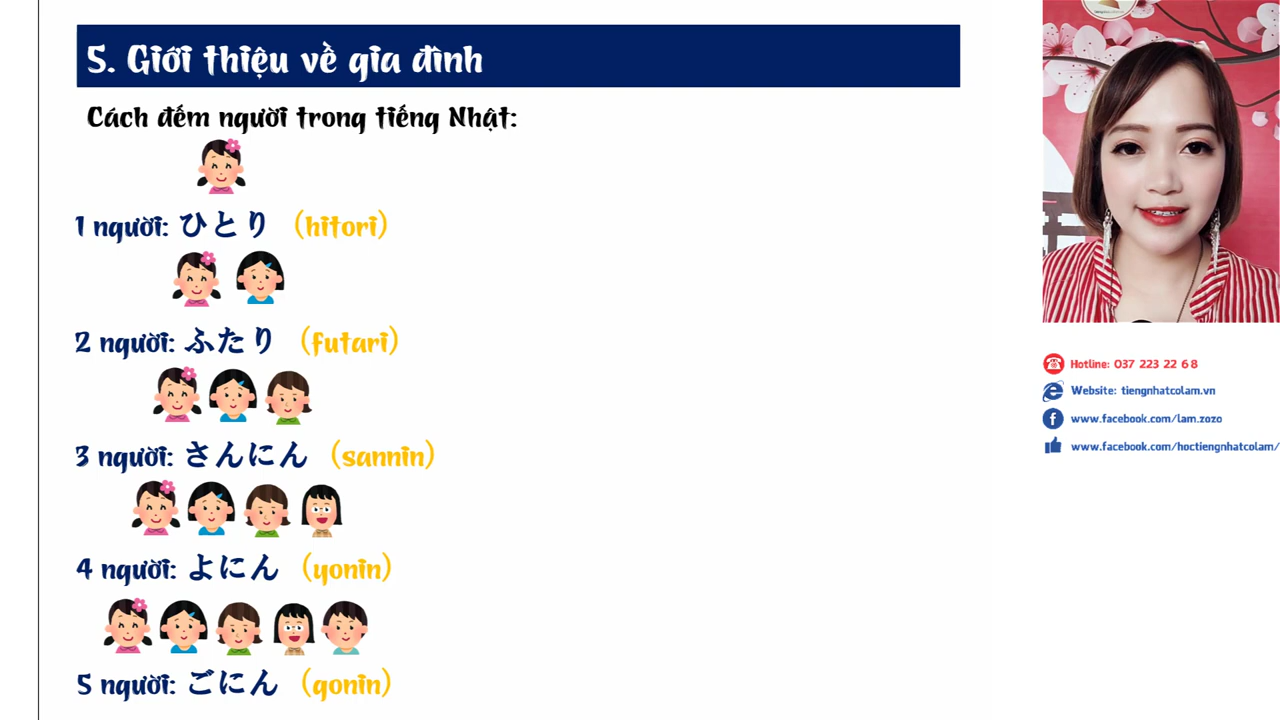 5. Giới thiệu về gia đình
Cách đếm người trong tiếng Nhật:
1 người: ひとり (hitori)
2 người: ふたり (futari)
3 người: さんにん (sannin)
4 người: よにん (yonin)
5 người: ごにん (gonin)
Hotline: 037 223 22 68
Website: tiengnhatcolam.vn
www.facebook.com/lam.zozo
www.facebook.com/hoctiengnhatcolam/